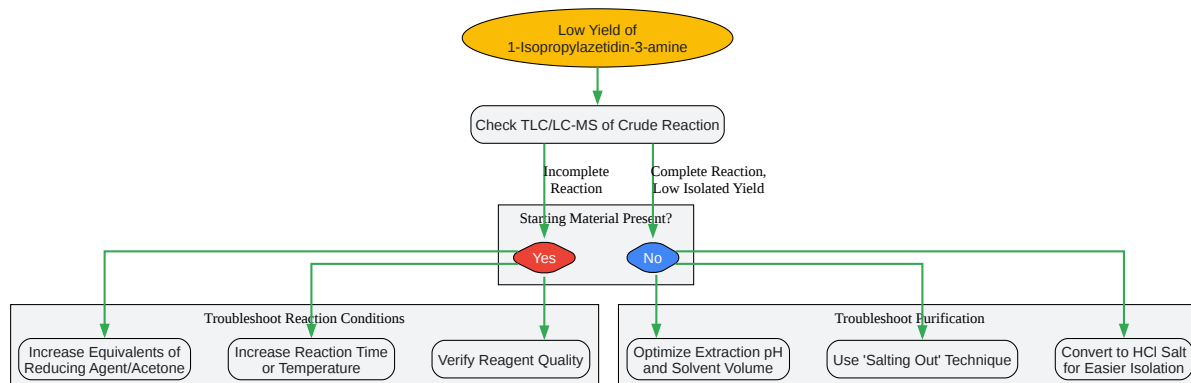 Low Yield of
1-Isopropylazetidin-3-amine
Check TLC/LC-MS of Crude Reaction
Incomplete
Reaction
Complete Reaction,
Low Isolated Yield
Starting Material Present?
Yes
No
Troubleshoot Reaction Conditions
Increase Equivalents of
Reducing Agent/Acetone
Increase Reaction Time
or Temperature
Verify Reagent Quality
Troubleshoot Purification
Optimize Extraction pH
and Solvent Volume
Use 'Salting Out' Technique
Convert to HCl Salt
for Easier Isolation